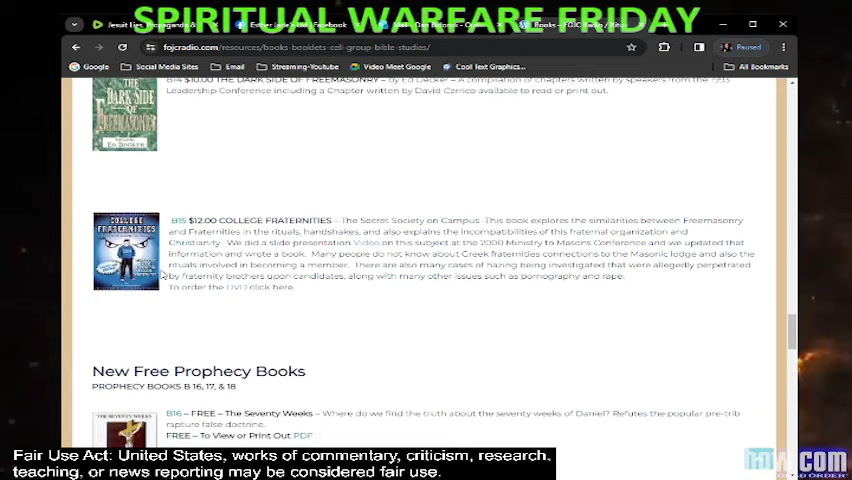 SPIRITUAL WARFARE FRIDAY
Jesuit Lies, Propaganda &
Facebook
Books – FOJC Radio / Bibl
fojcradio.com/resources/books-booklets-cell-group-bible-studies/
Paused
Google
Social Media Sites
Email
Streaming-Youtube
Video Meet Google
Cool Text Graphics...
All Bookmarks
B14 $10.00 THE DARK SIDE OF FREEMASONRY – by Ed Decker – A compilation of chapters written by speakers from the 1993
Leadership Conference including a Chapter written by David Carrico available to read or print out.
THE
DARK SIDE
OF
FREEMASONRY
ED DECKER
COLLEGE
FRATERNITIES
B15 $12.00 COLLEGE FRATERNITIES – The Secret Society on Campus -This book explores the similarities between Freemasonry
and Fraternities in the rituals, handshakes, and also explains the incompatibilities of this fraternal organization and
Christianity. We did a slide presentation Video on this subject at the 2000 Ministry to Masons Conference and we updated that
information and wrote a book. Many people do not know about Greek fraternities connections to the Masonic lodge and also the
rituals involved in becoming a member. There are also many cases of hazing being investigated that were allegedly perpetrated
by fraternity brothers upon candidates, along with many other issues such as pornography and rape.
To order the DVD click here.
New Free Prophecy Books
PROPHECY BOOKS B 16, 17, & 18
THE SEVENTY WEEKS
B16 – FREE – The Seventy Weeks – Where do we find the truth about the seventy weeks of Daniel? Refutes the popular pre-trib
rapture false doctrine.
FREE – To View or Print Out PDF
Fair Use Act: United States, works of commentary, criticism, research,
teaching, or news reporting may be considered fair use.
.com